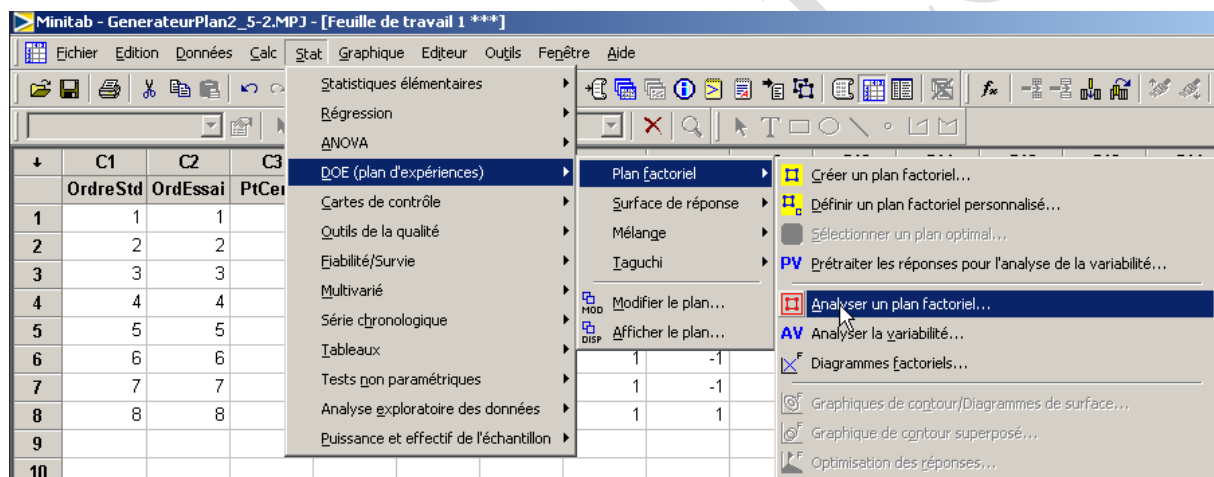 Minitab - GenerateurPlan2_5-2.MPJ - [Feuille de travail 1 ***]
Fichier Edition Données Calc Stat Graphique Editeur Outils Fenêtre Aide
C1 C2 C3
OrdreStd OrdEssai PtCer
1 1 1
2 2 2
3 3 3
4 4 4
5 5 5
6 6 6 1 -1
7 7 7 1 -1
8 8 8 1 1
9
10
Statistiques élémentaires
Régression
ANOVA
DOE (plan d'expériences)
Cartes de contrôle
Outils de la qualité
Fiabilité/Survie
Multivarié
Série chronologique
Tableaux
Tests non paramétriques
Analyse exploratoire des données
Puissance et effectif de l'échantillon
Plan factoriel
Surface de réponse
Mélange
Taguchi
MOD Modifier le plan...
DISP Afficher le plan...
Créer un plan factoriel...
Définir un plan factoriel personnalisé...
Sélectionner un plan optimal...
PV Prétraiter les réponses pour l'analyse de la variabilité...
Analyser un plan factoriel...
AV Analyser la variabilité...
Diagrammes factoriels...
Graphiques de contour/Diagrammes de surface...
Graphique de contour superposé...
Optimisation des réponses...